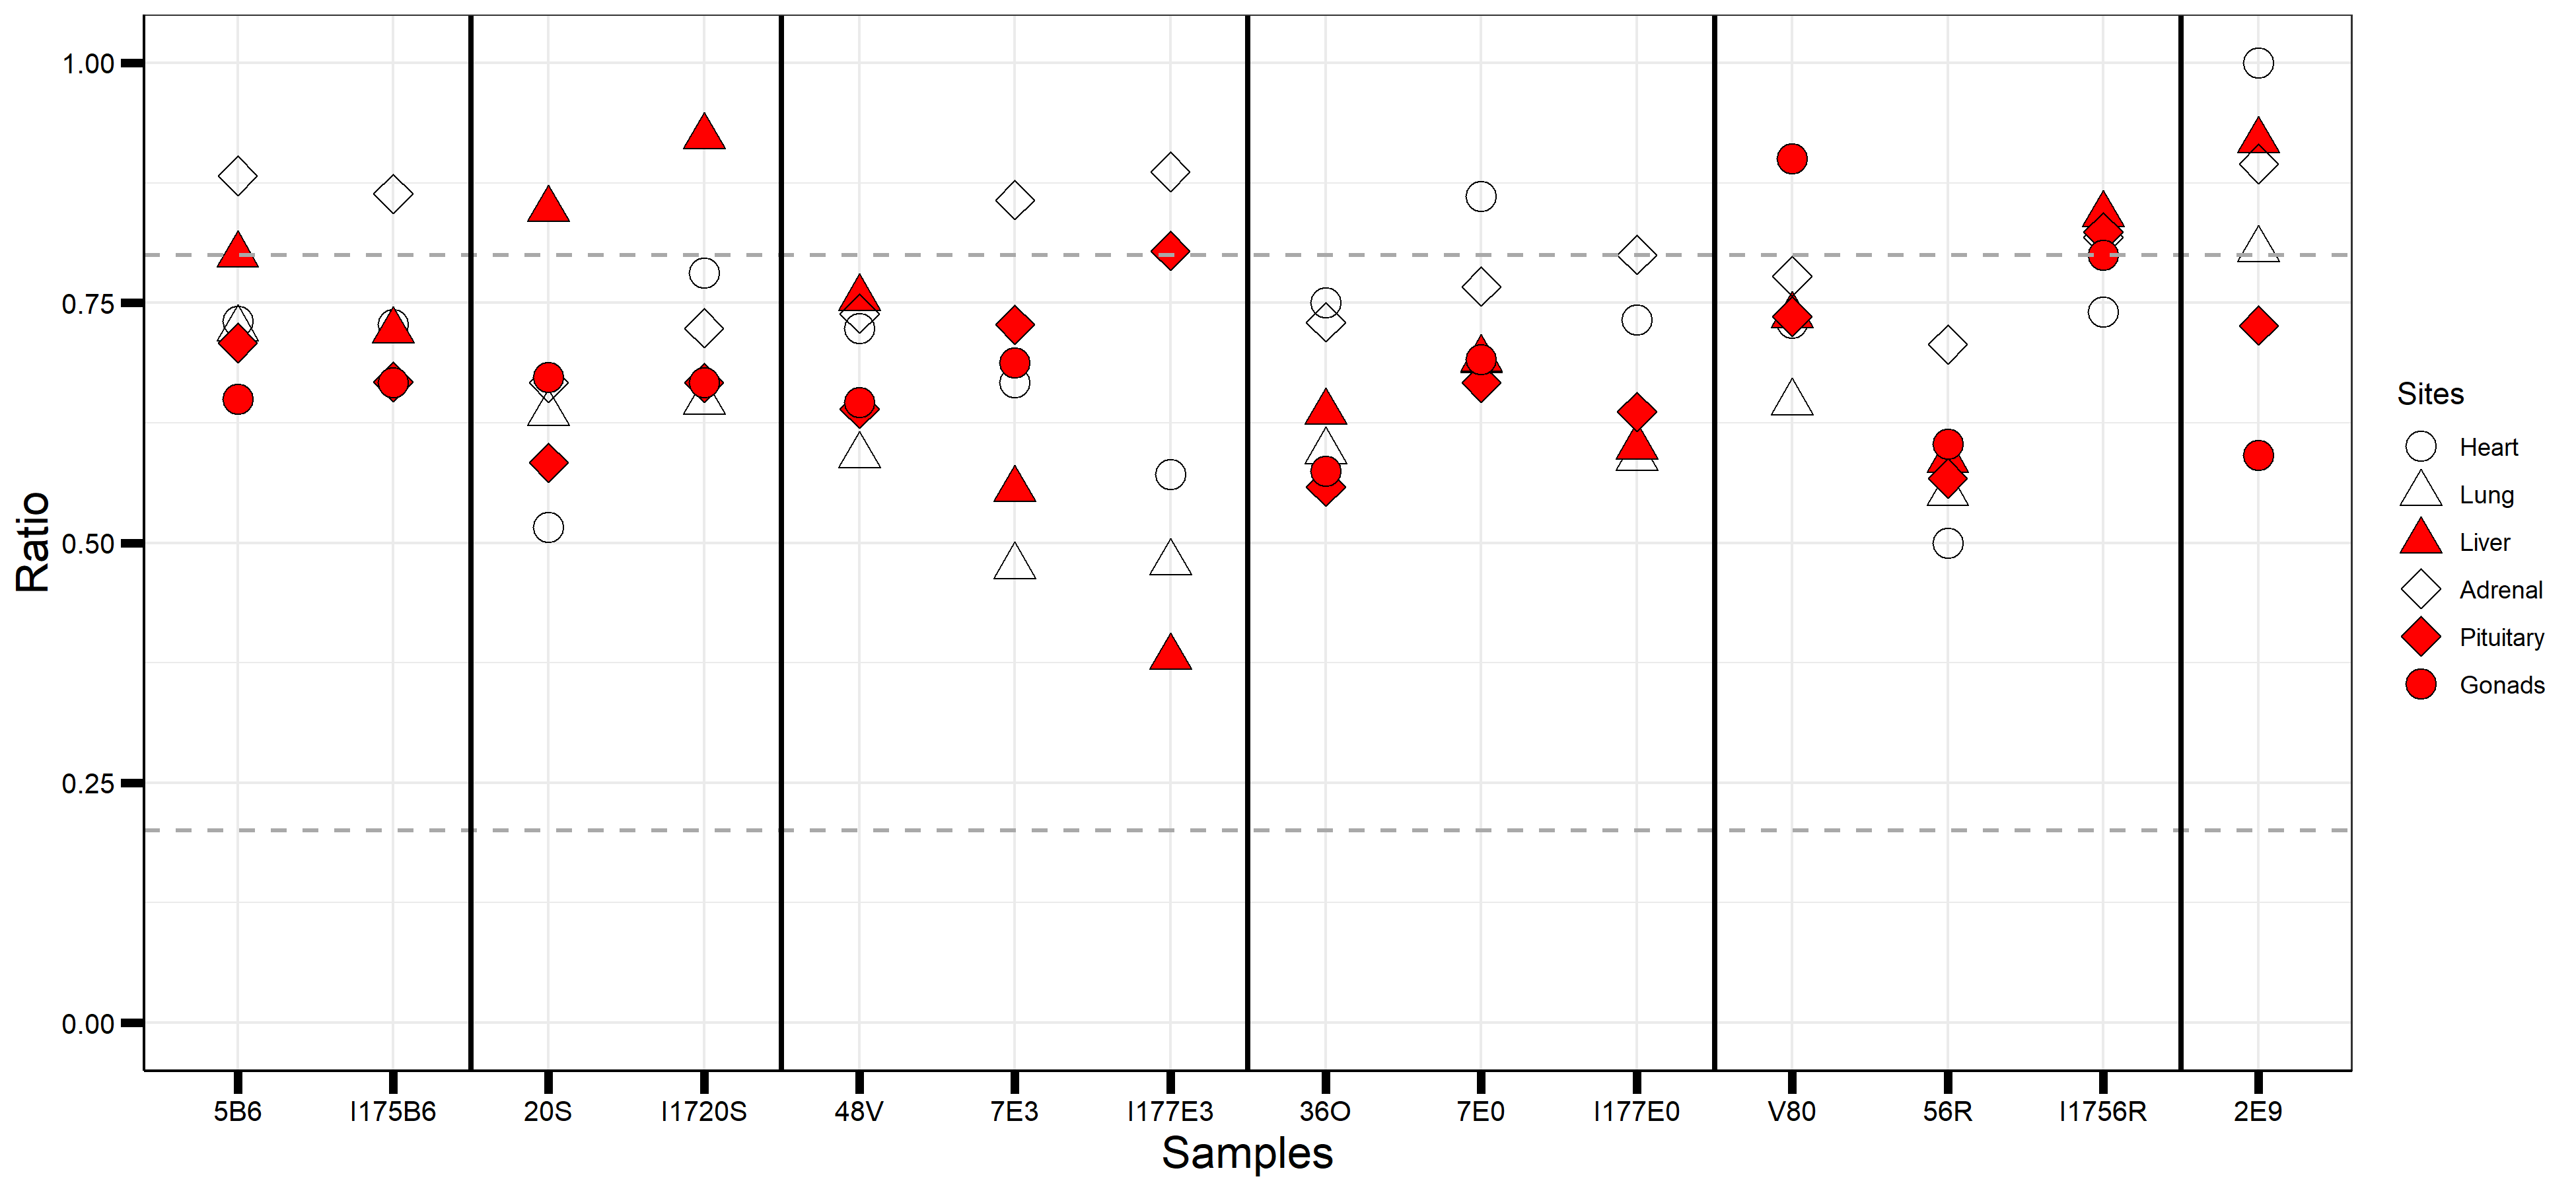 Ratio
1.00
0.75
0.50
0.25
0.00
5B6 I175B6 20S I1720S 48V 7E3 I177E3 36O 7E0 I177E0 V80 56R I1756R 2E9
Samples
Sites
Heart
Lung
Liver
Adrenal
Pituitary
Gonads